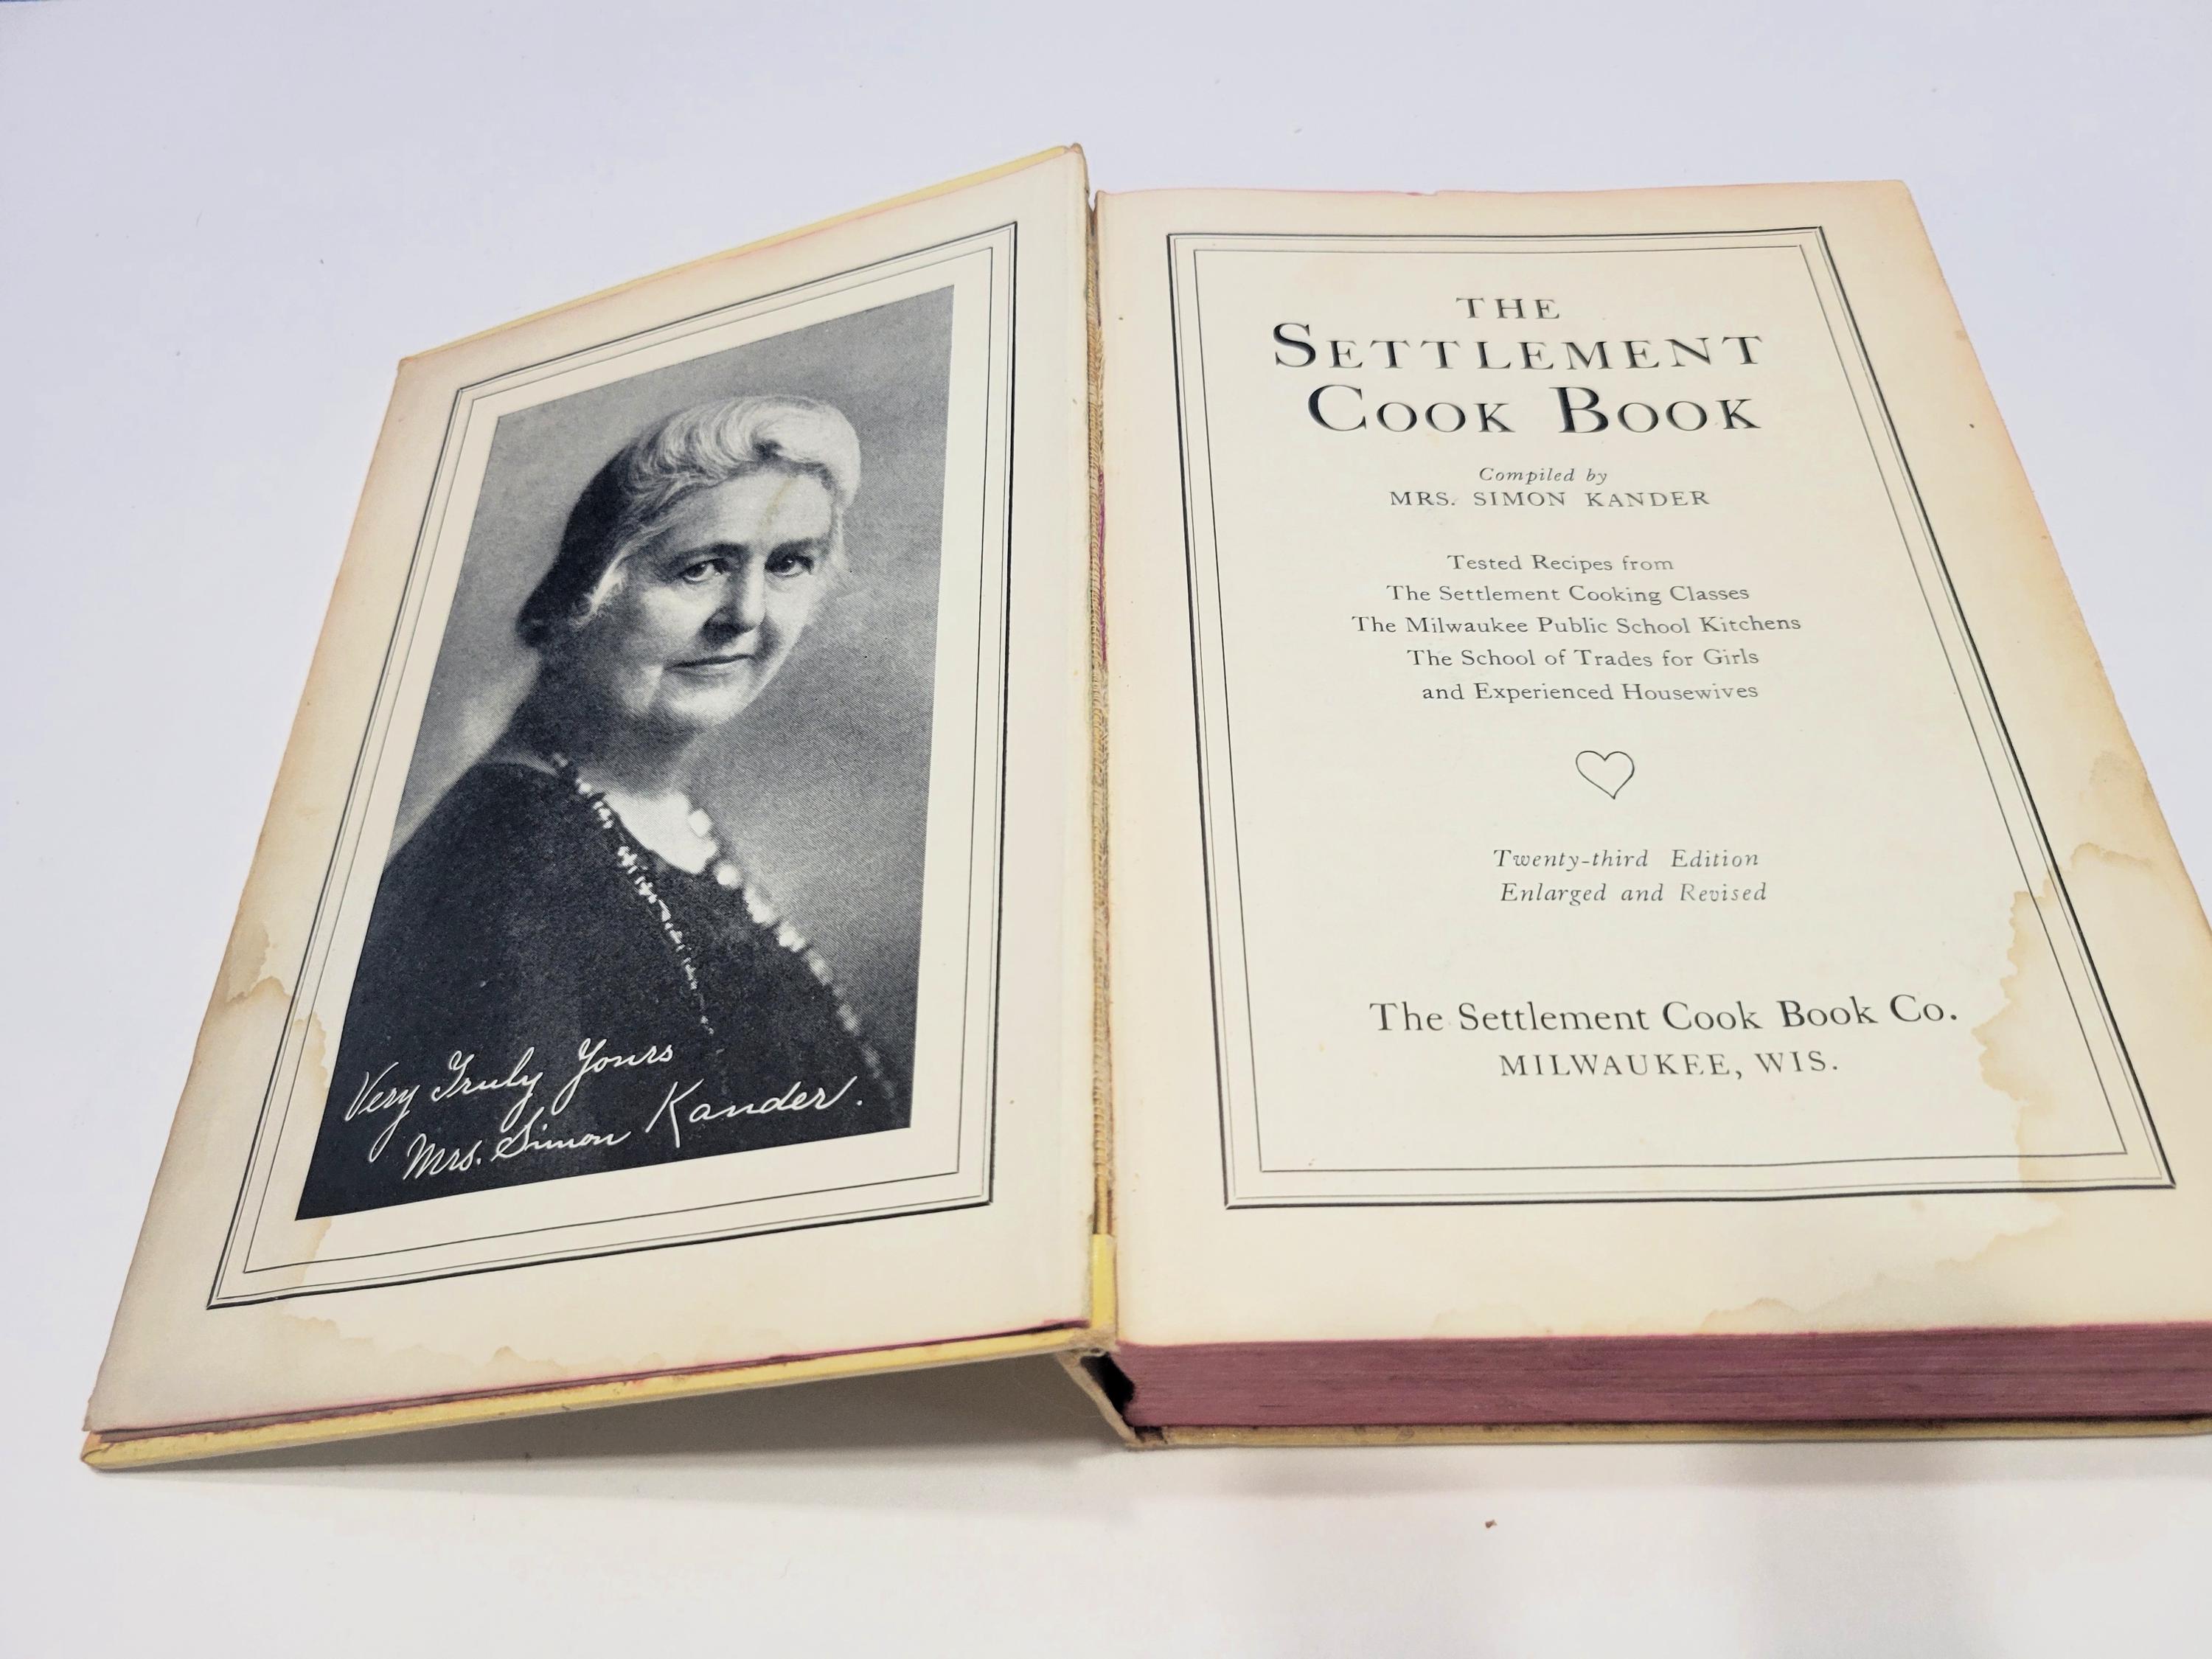 Very Truly Yours
Mrs. Simon Kander.
THE
SETTLEMENT
COOK BOOK
Compiled by
MRS. SIMON KANDER
Tested Recipes from
The Settlement Cooking Classes
The Milwaukee Public School Kitchens
The School of Trades for Girls
and Experienced Housewives
Twenty-third Edition
Enlarged and Revised
The Settlement Cook Book Co.
MILWAUKEE, WIS.